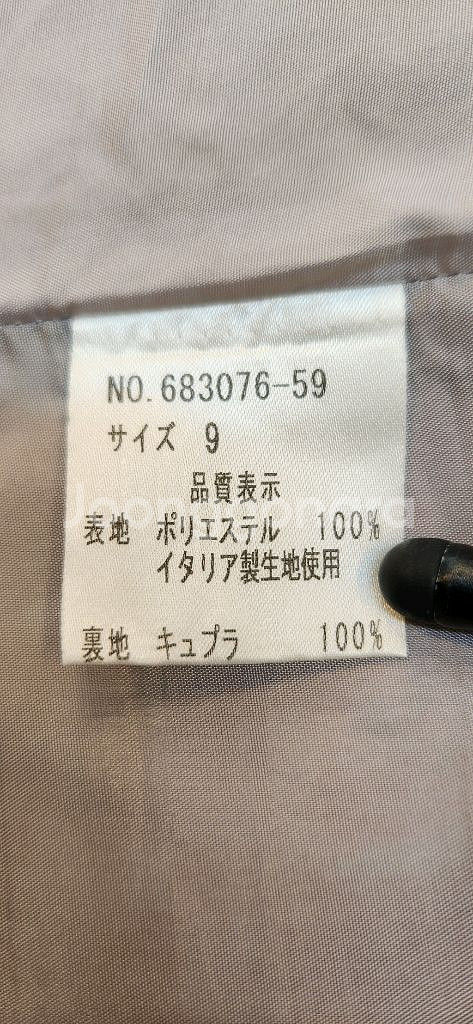 NO.683076-59
サイズ 9
品質表示
表地 ポリエステル 100%
イタリア製生地使用
裏地 キュプラ 100%